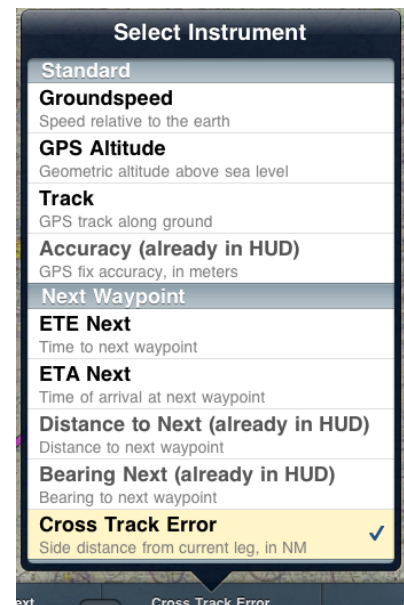 Select Instrument
Standard
Groundspeed
Speed relative to the earth
GPS Altitude
Geometric altitude above sea level
Track
GPS track along ground
Accuracy (already in HUD)
GPS fix accuracy, in meters
Next Waypoint
ETE Next
Time to next waypoint
ETA Next
Time of arrival at next waypoint
Distance to Next (already in HUD)
Distance to next waypoint
Bearing Next (already in HUD)
Bearing to next waypoint
Cross Track Error
Side distance from current leg, in NM
Cross Track Error